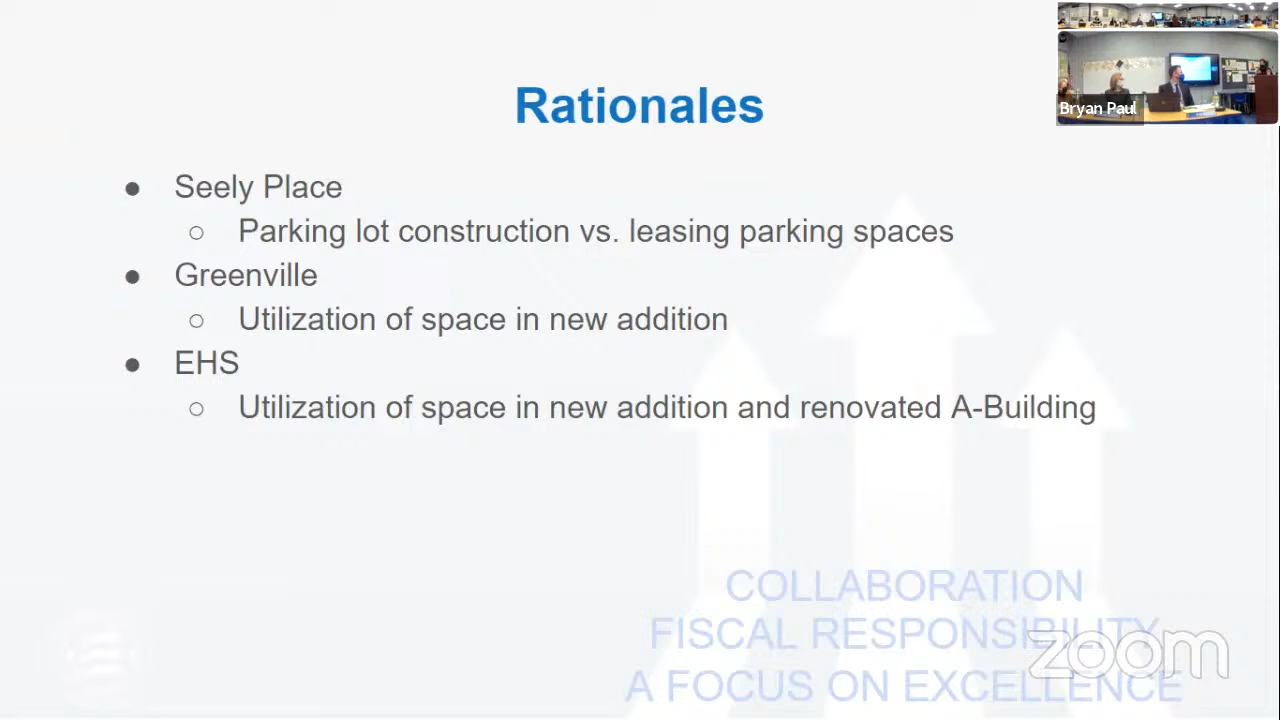 Rationales
Bryan Paul
● Seely Place
○ Parking lot construction vs. leasing parking spaces
● Greenville
○ Utilization of space in new addition
● EHS
○ Utilization of space in new addition and renovated A-Building
COLLABORATION
FISCAL RESPONSIBILITY
A FOCUS ON EXCELLENCE
zoom